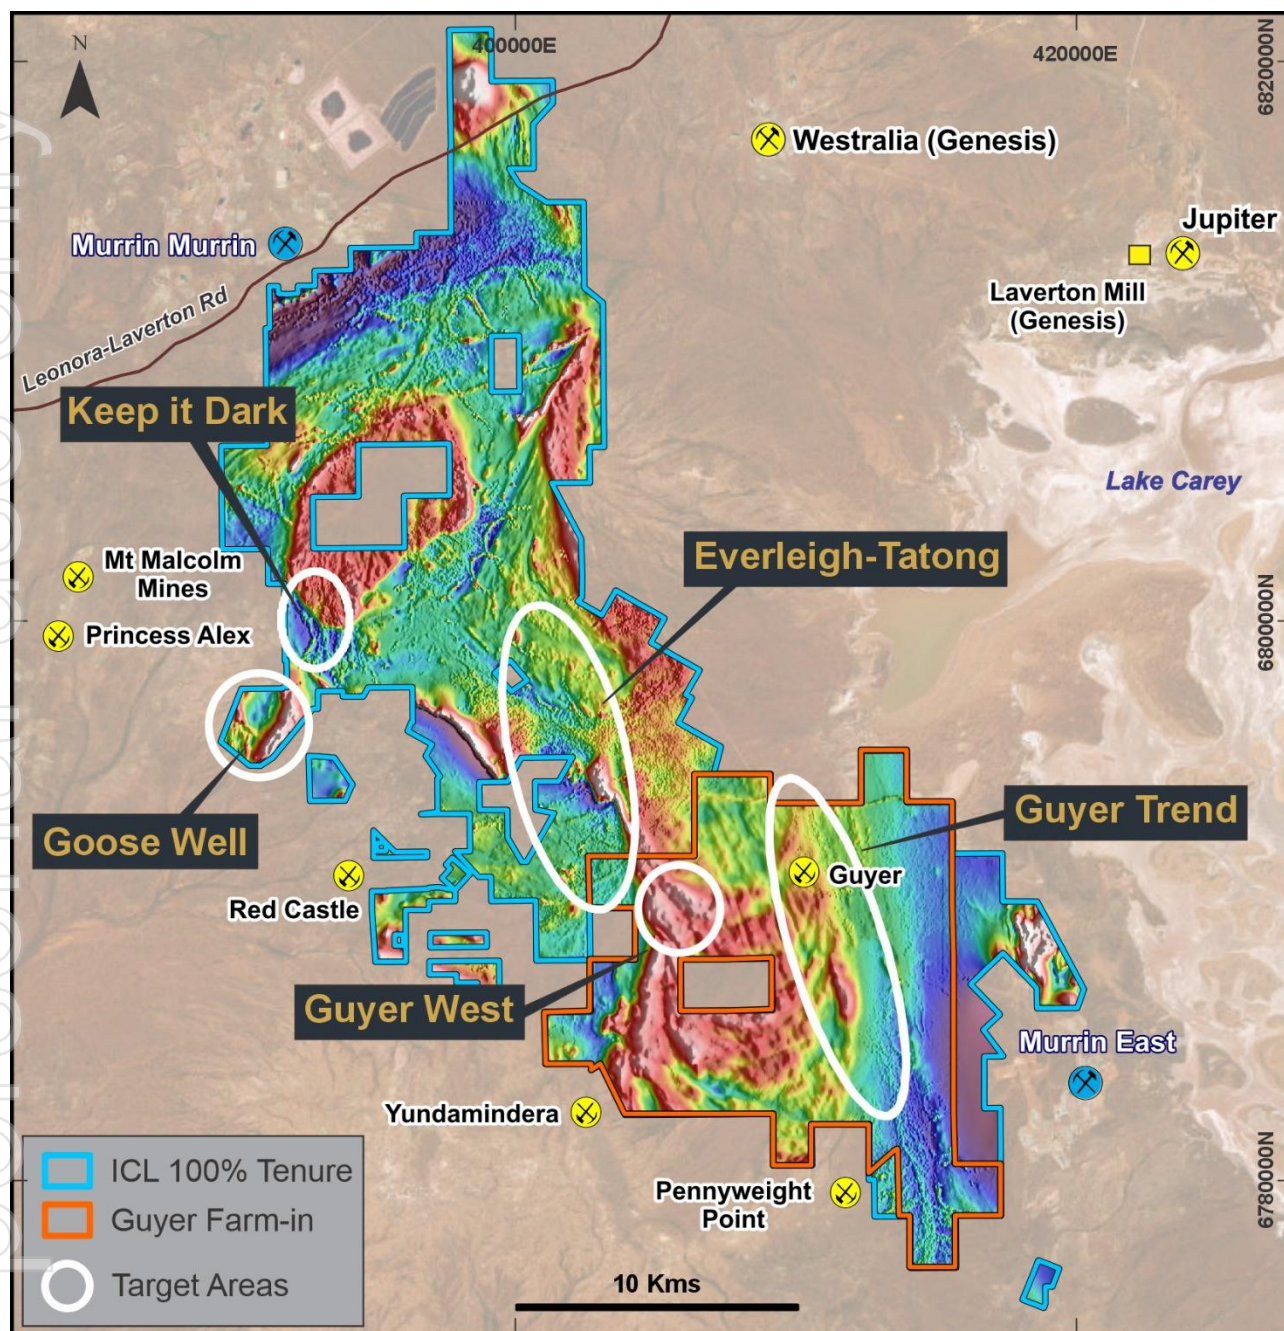 N
400000E
420000E
6820000N
Westralia (Genesis)
Murrin Murrin
Jupiter
Laverton Mill
(Genesis)
Leonora-Laverton Rd
Keep it Dark
Lake Carey
Everleigh-Tatong
Mt Malcolm
Mines
Princess Alex
6800000N
Goose Well
Guyer Trend
Guyer
Red Castle
Guyer West
Murrin East
Yundamindera
Pennyweight
Point
6780000N
ICL 100% Tenure
Guyer Farm-in
Target Areas
10 Kms